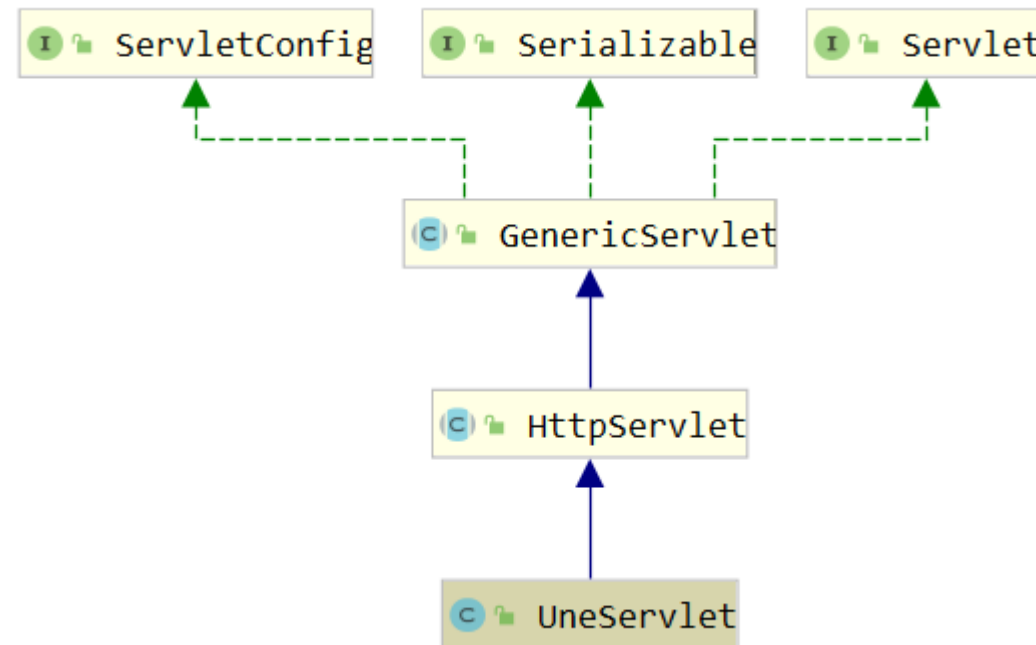 I ServletConfig
I Serializable
I Servlet
C GenericServlet
C HttpServlet
C UneServlet